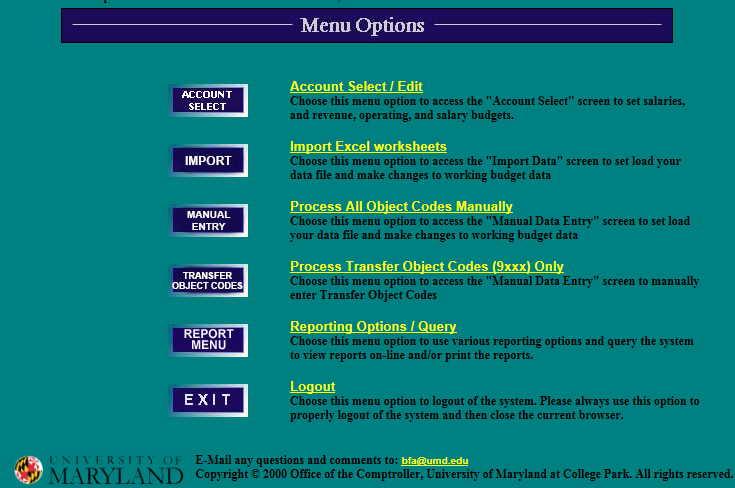 Menu Options
ACCOUNT
SELECT
Account Select / Edit
Choose this menu option to access the "Account Select" screen to set salaries,
and revenue, operating, and salary budgets.
IMPORT
Import Excel worksheets
Choose this menu option to access the "Import Data" screen to set load your
data file and make changes to working budget data
MANUAL
ENTRY
Process All Object Codes Manually
Choose this menu option to access the "Manual Data Entry" screen to set load
your data file and make changes to working budget data
TRANSFER
OBJECT CODES
Process Transfer Object Codes (9xxx) Only
Choose this menu option to access the "Manual Data Entry" screen to manually
enter Transfer Object Codes
REPORT
MENU
Reporting Options / Query
Choose this menu option to use various reporting options and query the system
to view reports on-line and/or print the reports.
EXIT
Logout
Choose this menu option to logout of the system. Please always use this option to
properly logout of the system and then close the current browser.
UNIVERSITY OF
MARYLAND
E-Mail any questions and comments to: bfa@umd.edu
Copyright © 2000 Office of the Comptroller, University of Maryland at College Park. All rights reserved.